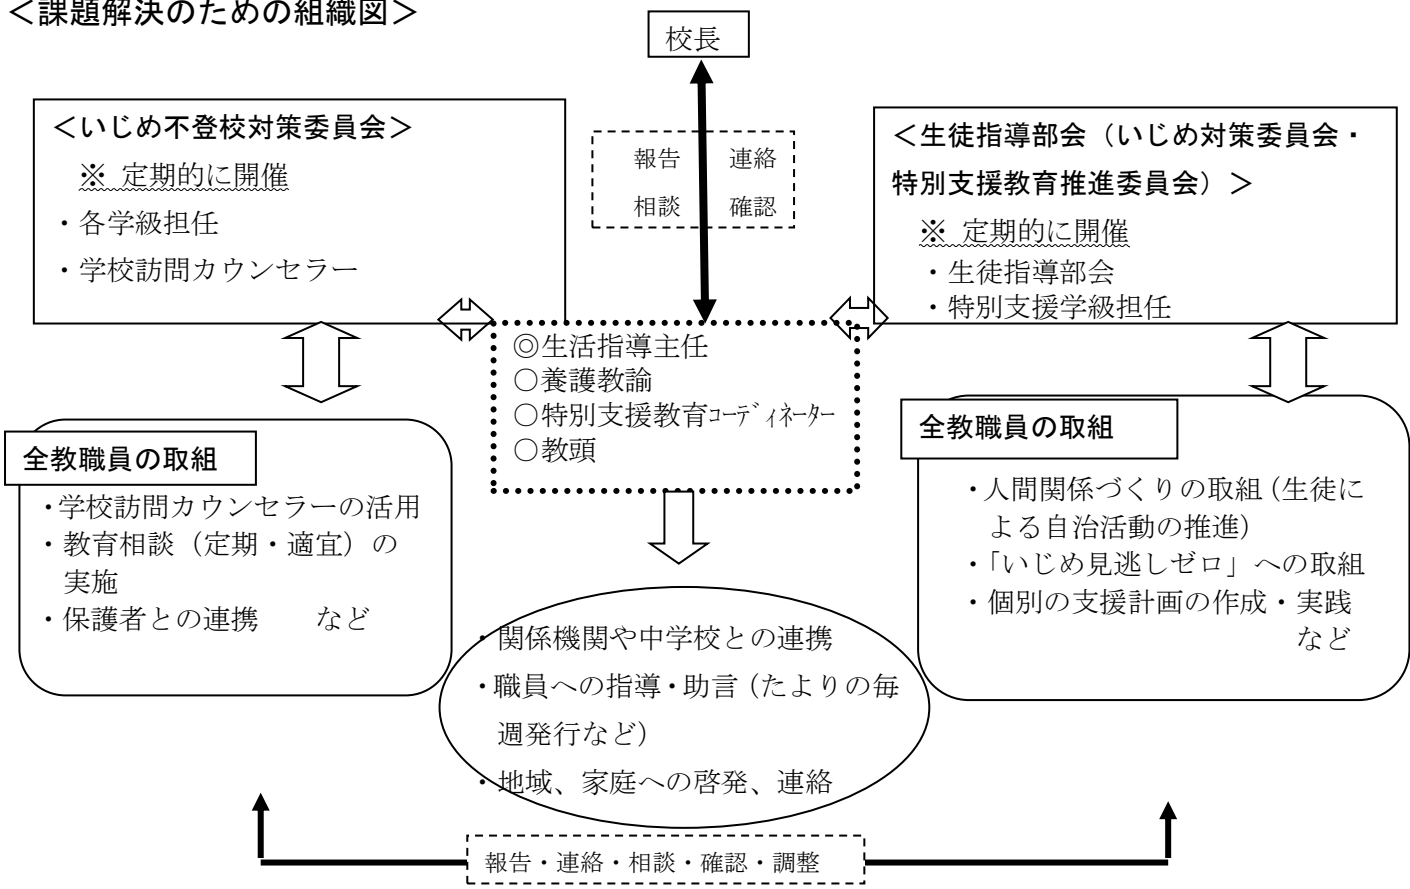 ＜課題解決のための組織図＞
校長
報告 連絡
相談 確認
＜いじめ不登校対策委員会＞
※ 定期的に開催
・各学級担任
・学校訪問カウンセラー
＜生徒指導部会（いじめ対策委員会・
特別支援教育推進委員会）＞
※ 定期的に開催
・生徒指導部会
・特別支援学級担任
◎生活指導主任
○養護教諭
○特別支援教育ｺｰﾃﾞｨﾈｰﾀｰ
○教頭
全教職員の取組
・学校訪問カウンセラーの活用
・教育相談（定期・適宜）の
実施
・保護者との連携　　など
全教職員の取組
・人間関係づくりの取組（生徒に
よる自治活動の推進）
・「いじめ見逃しゼロ」への取組
・個別の支援計画の作成・実践
など
・関係機関や中学校との連携
・職員への指導・助言（たよりの毎
週発行など）
・地域、家庭への啓発、連絡
報告・連絡・相談・確認・調整